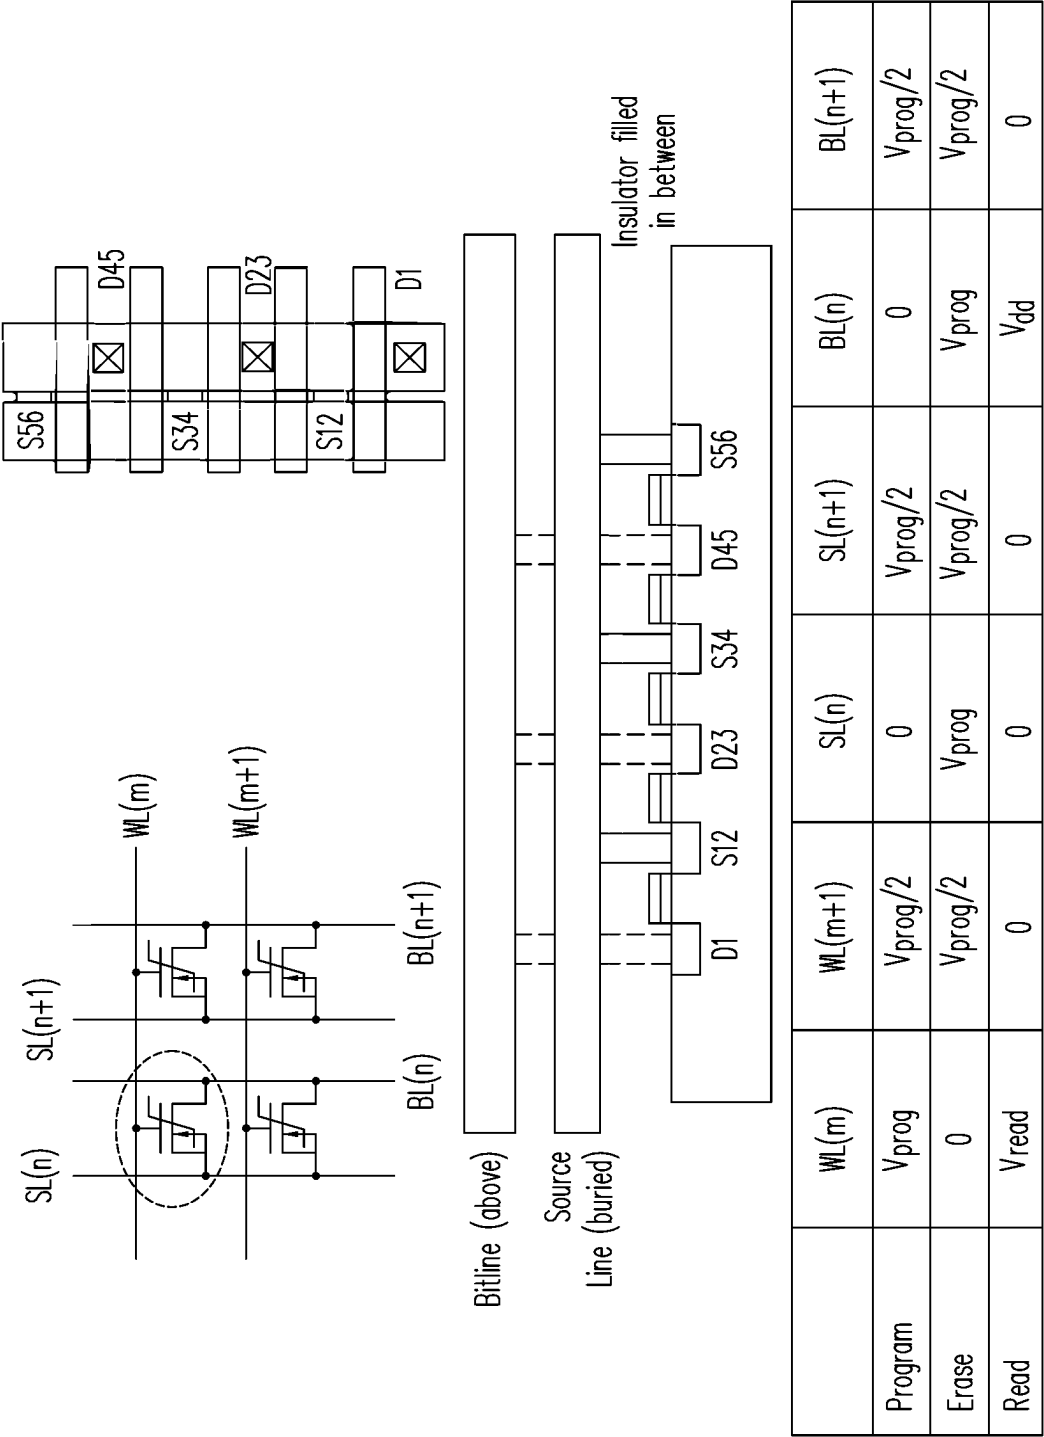 SL(n)
SL(n+1)
WL(m)
WL(m+1)
BL(n)
BL(n+1)
S56
S34
S12
D45
D23
D1
Bitline (above)
Source
Line (buried)
Insulator filled
in between
D1 S12 D23 S34 D45 S56
WL(m) WL(m+1) SL(n) SL(n+1) BL(n) BL(n+1)
Program Vprog Vprog/2 0 Vprog/2 0 Vprog/2
Erase 0 Vprog/2 Vprog Vprog/2 Vprog Vprog/2
Read Vread 0 0 0 Vdd 0